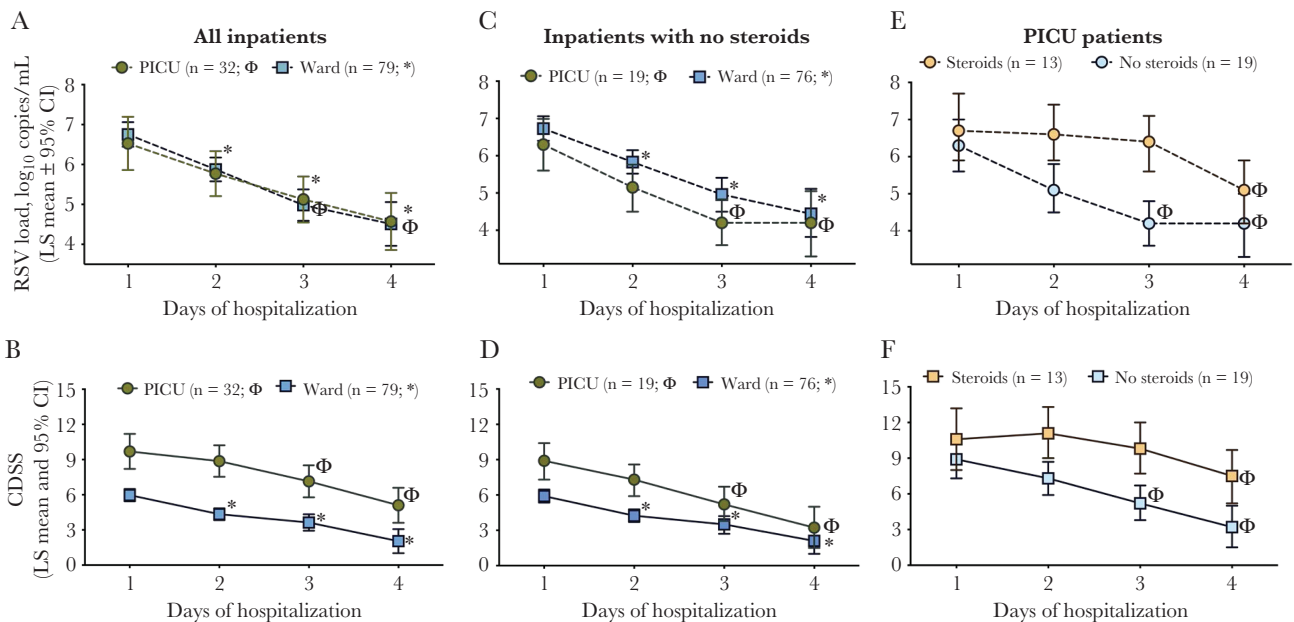 A
All inpatients
PICU (n = 32; Φ Ward (n = 79; *)
RSV load, log10 copies/mL
(LS mean ± 95% CI)
8
7
6
5
4
*
*
Φ
*
Φ
1 2 3 4
Days of hospitalization
C
Inpatients with no steroids
PICU (n = 19; Φ) Ward (n = 76; *)
8
7
6
5
4
*
*
Φ
*
Φ
1 2 3 4
Days of hospitalization
E
PICU patients
Steroids (n = 13) No steroids (n = 19)
8
6
4
Φ
Φ
Φ
1 2 3 4
Days of hospitalization
B
PICU (n = 32; Φ Ward (n = 79; *)
CDSS
(LS mean and 95% CI)
15
12
9
6
3
0
Φ
Φ
*
*
*
1 2 3 4
Days of hospitalization
D
PICU (n = 19; Φ Ward (n = 76; *)
15
12
9
6
3
0
Φ
*
*
Φ
*
1 2 3 4
Days of hospitalization
F
Steroids (n = 13) No steroids (n = 19)
15
12
9
6
3
0
Φ
Φ
Φ
1 2 3 4
Days of hospitalization